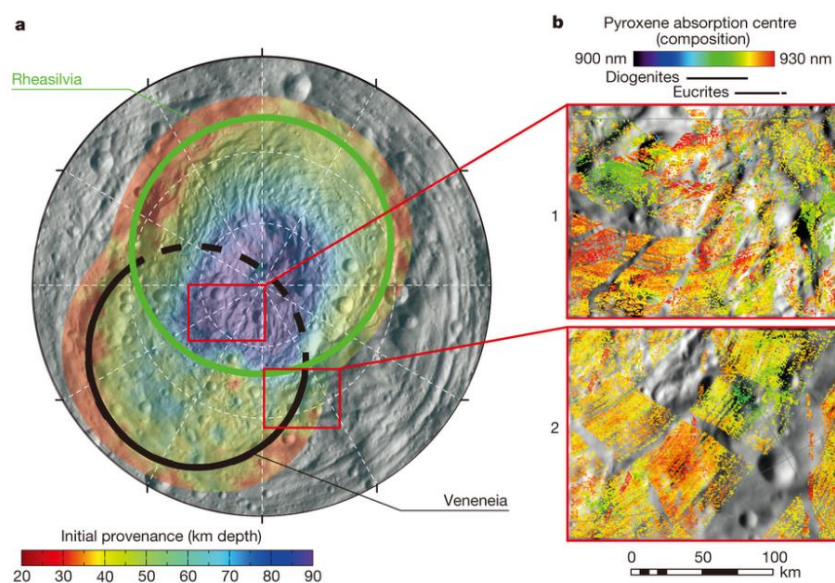 a
Rheasilvia
Veneneia
Initial provenance (km depth)
20 30 40 50 60 70 80 90
b
Pyroxene absorption centre
(composition)
900 nm 930 nm
Diogenites
Eucrites
1
2
0 50 100
km